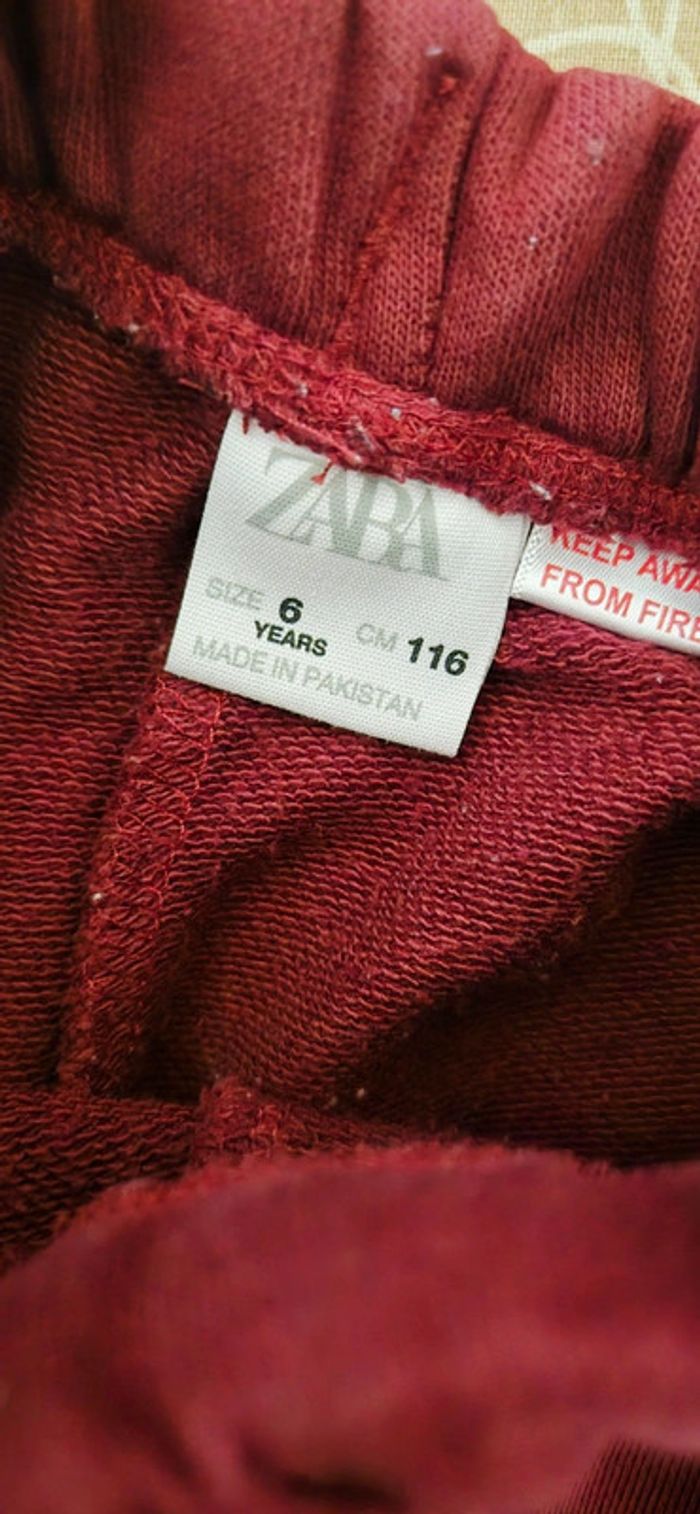 ZARA
SIZE 6 CM 116
YEARS
MADE IN PAKISTAN
KEEP AWA
FROM FIRE